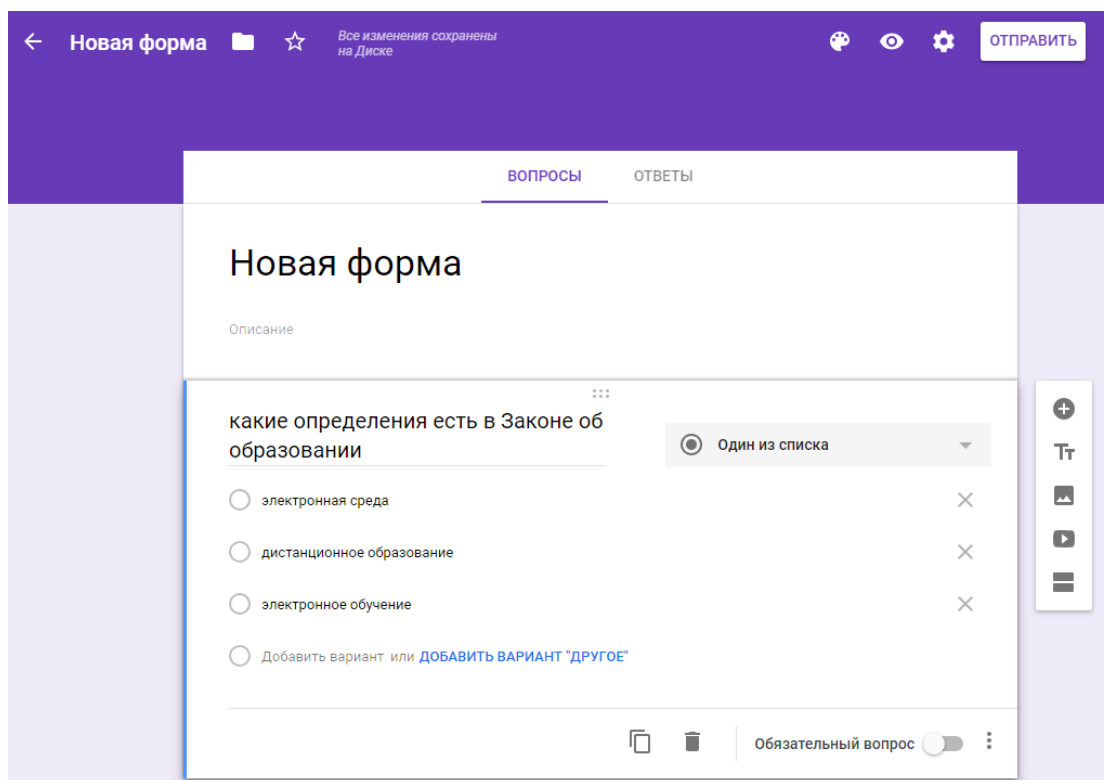 Новая форма
Все изменения сохранены
на Диске
ОТПРАВИТЬ
ВОПРОСЫ
ОТВЕТЫ
Новая форма
Описание
какие определения есть в Законе об
образовании
Один из списка
Тт
электронная среда
дистанционное образование
электронное обучение
Добавить вариант или ДОБАВИТЬ ВАРИАНТ "ДРУГОЕ"
Обязательный вопрос